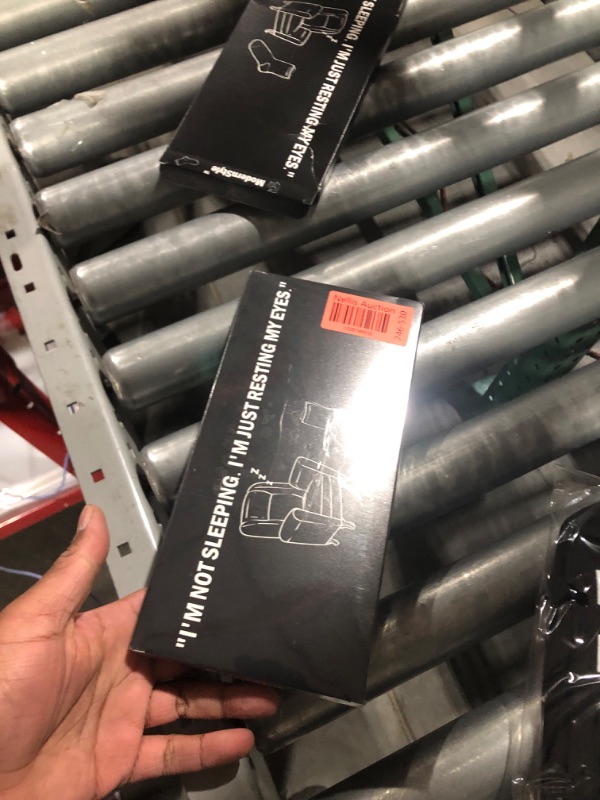 SLEEPING. I'M JUST RESTING MY EYES."
ModernStyle
"I'M NOT SLEEPING. I'M JUST RESTING MY EYES."
Nellis Auction
z z z